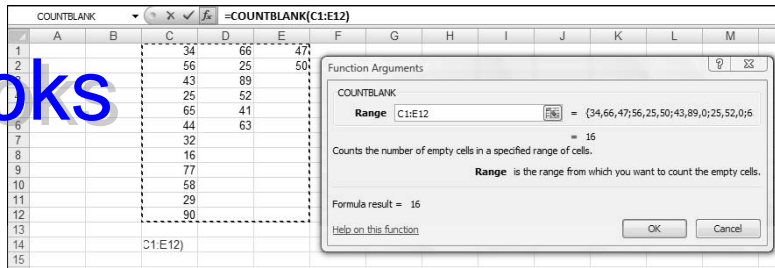 COUNTBLANK fx =COUNTBLANK(C1:E12)
A B C D E F G H I J K L M
1 34 66 47
2 56 25 50
43 89
25 52
65 41
6 44 63
7 32
8 16
9 77
10 58
11 29
12 90
13
14 C1:E12)
15
oks
Function Arguments
COUNTBLANK
Range C1:E12 = {34,66,47;56,25,50;43,89,0;25,52,0;6
= 16
Counts the number of empty cells in a specified range of cells.
Range is the range from which you want to count the empty cells.
Formula result = 16
Help on this function OK Cancel